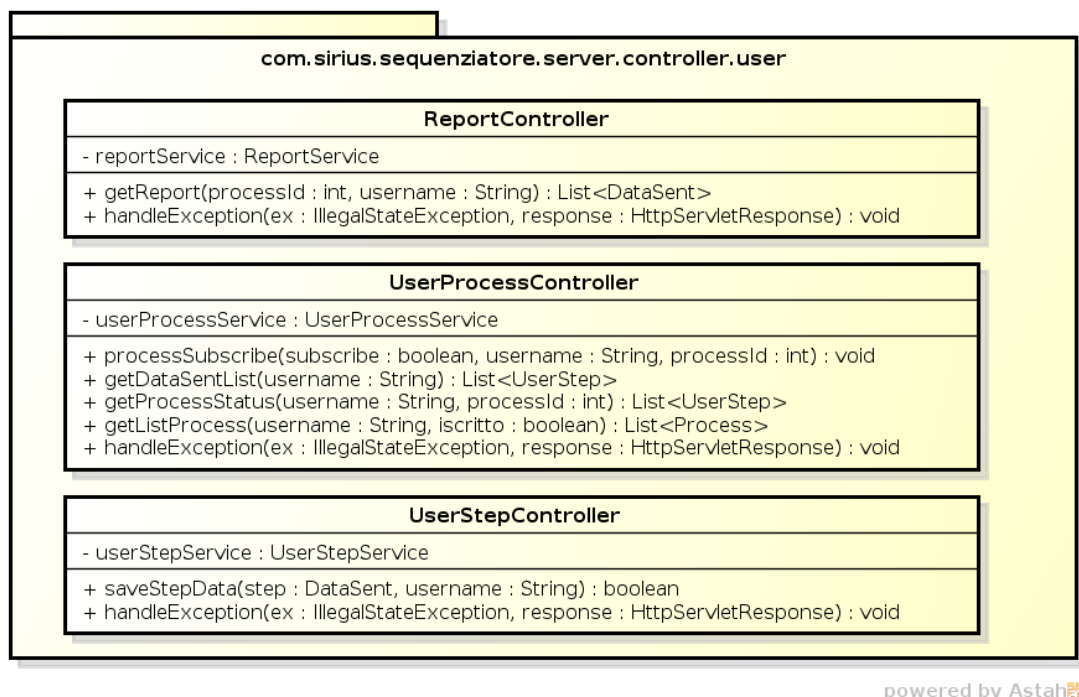 com.sirius.sequenziatore.server.controller.user
ReportController
- reportService : ReportService
+ getReport(processId : int, username : String) : List<DataSent>
+ handleException(ex : IllegalStateException, response : HttpServletResponse) : void
UserProcessController
- userProcessService : UserProcessService
+ processSubscribe(subscribe : boolean, username : String, processId : int) : void
+ getDataSentList(username : String) : List<UserStep>
+ getProcessStatus(username : String, processId : int) : List<UserStep>
+ getListProcess(username : String, iscritto : boolean) : List<Process>
+ handleException(ex : IllegalStateException, response : HttpServletResponse) : void
UserStepController
- userStepService : UserStepService
+ saveStepData(step : DataSent, username : String) : boolean
+ handleException(ex : IllegalStateException, response : HttpServletResponse) : void
powered by Astah